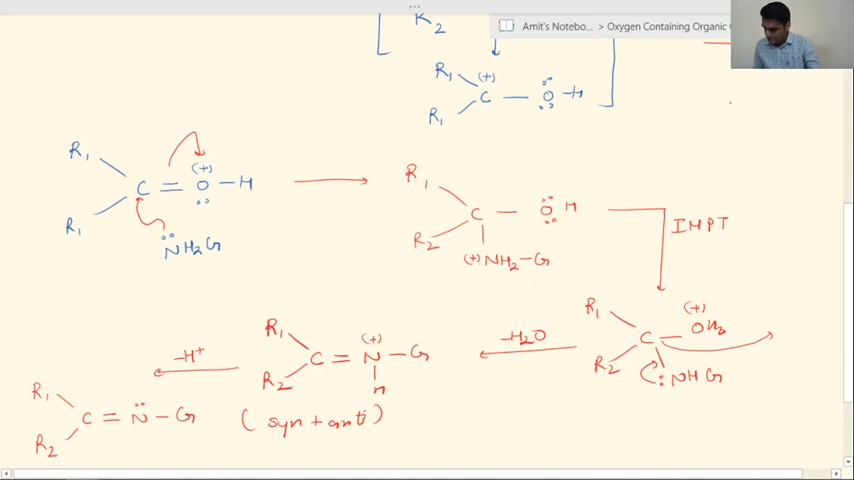 K2
Amit's Notebo... > Oxygen Containing Organic
R1 (+)
C — O — H
R1
R1 (+)
C = O — H
R1
NH2G
R1
C — O H
R2
(+) NH2 — G
IMPT
R1 (+)
C — OH2
R2
: NHG
–H2O
R1 (+)
C = N — G
R2 H
(syn + anti)
–H+
R1
C = N — G
R2